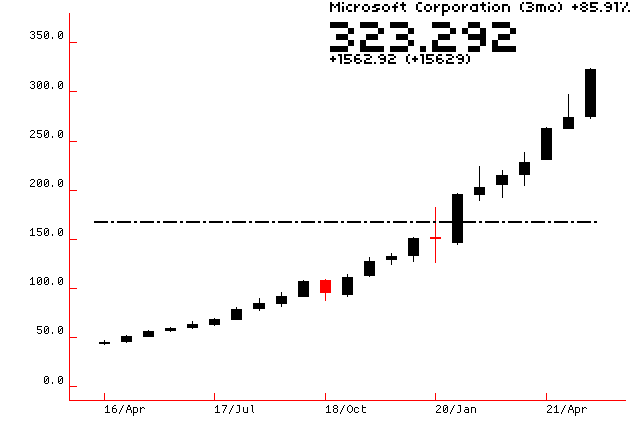 Microsoft Corporation (3mo) +85.91%
323.292
+1562.92 (+15629)
350.0
300.0
250.0
200.0
150.0
100.0
50.0
0.0
16/Apr
17/Jul
18/Oct
20/Jan
21/Apr